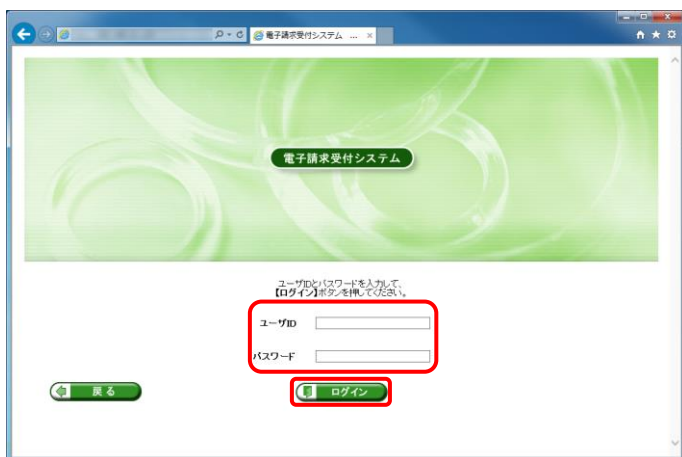 電子請求受付システム ...
電子請求受付システム
ユーザIDとパスワードを入力して、
【ログイン】ボタンを押してください。
ユーザID
パスワード
戻る
ログイン